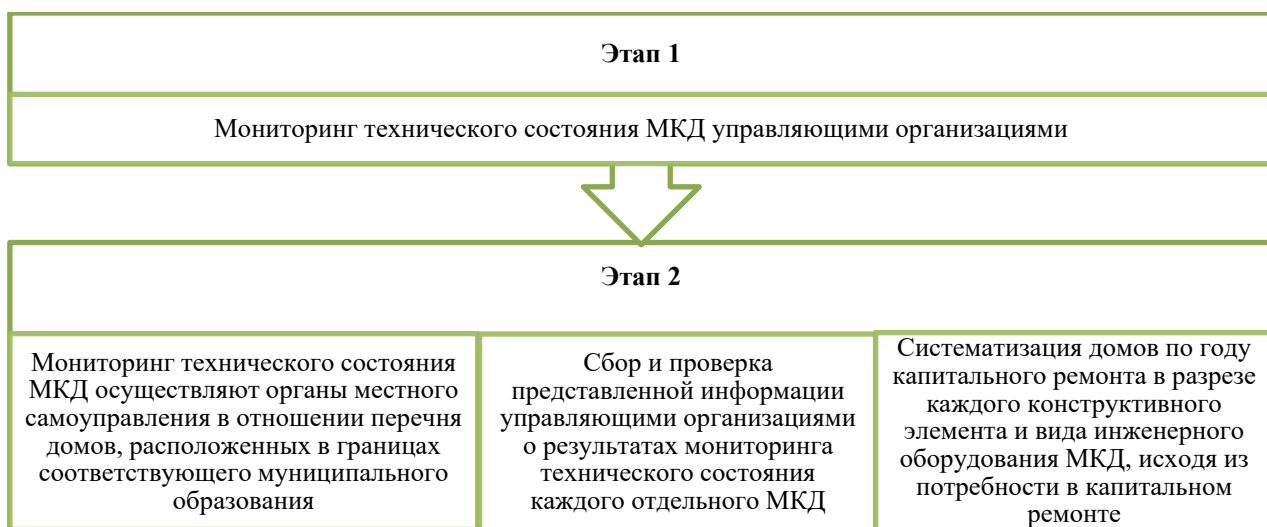 Этап 1
Мониторинг технического состояния МКД управляющими организациями
Этап 2
Мониторинг технического состояния
МКД осуществляют органы местного
самоуправления в отношении перечня
домов, расположенных в границах
соответствующего муниципального
образования
Сбор и проверка
представленной информации
управляющими организациями
о результатах мониторинга
технического состояния
каждого отдельного МКД
Систематизация домов по году
капитального ремонта в разрезе
каждого конструктивного
элемента и вида инженерного
оборудования МКД, исходя из
потребности в капитальном
ремонте